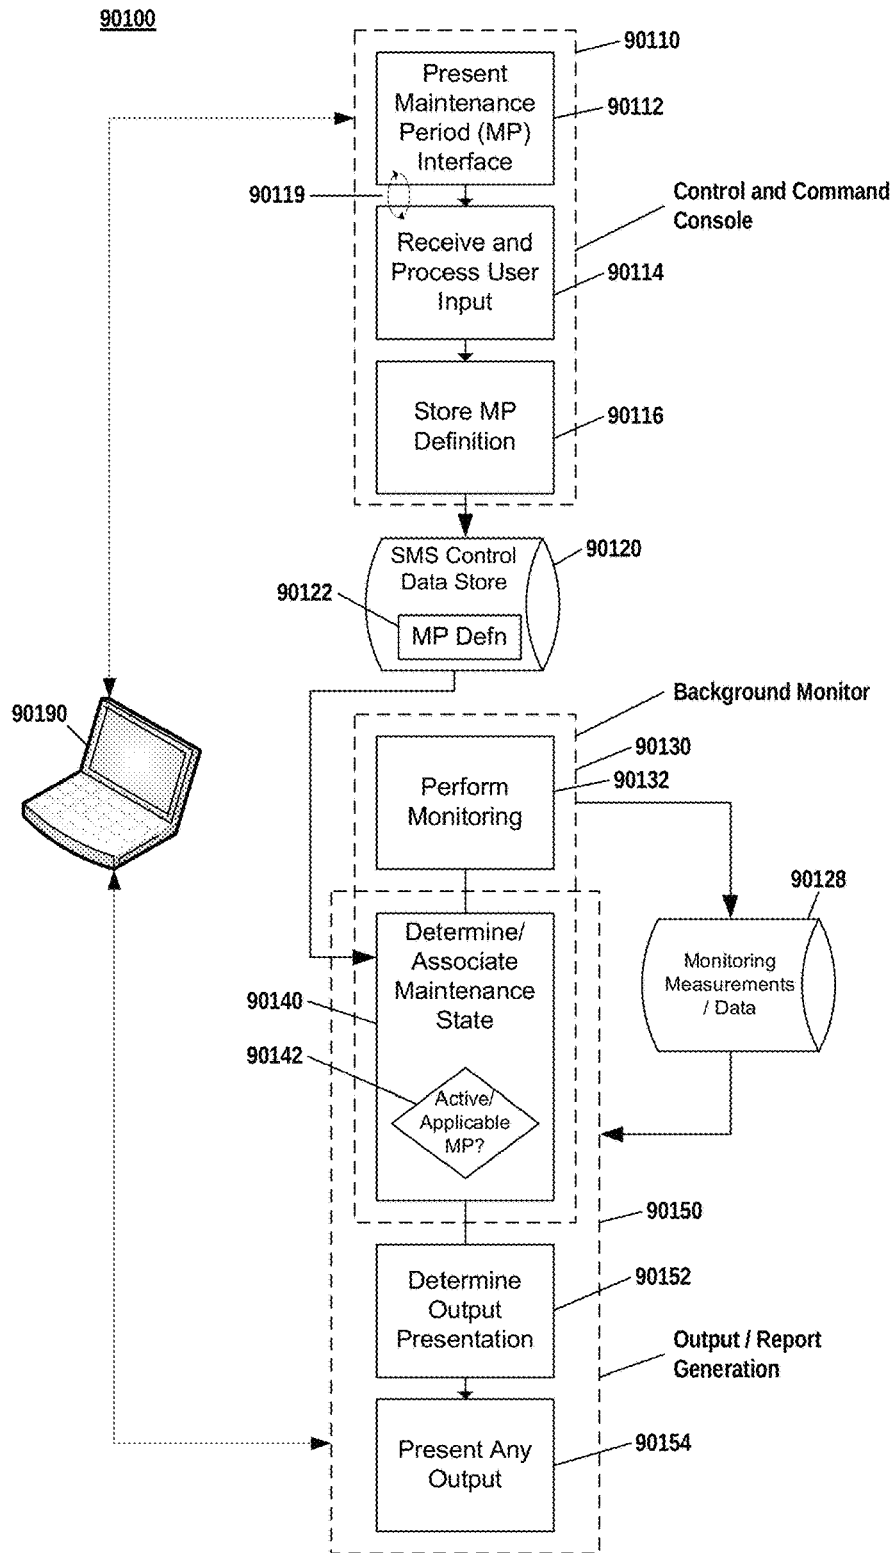 90100
90110
Present
Maintenance
Period (MP)
Interface
90112
90119
Control and Command
Console
Receive and
Process User
Input
90114
Store MP
Definition
90116
SMS Control
Data Store
90120
90122
MP Defn
Background Monitor
90190
90130
90132
Perform
Monitoring
90128
Determine/
Associate
Maintenance
State
Monitoring
Measurements
/ Data
90140
90142
Active/
Applicable
MP?
90150
Determine
Output
Presentation
90152
Output / Report
Generation
Present Any
Output
90154